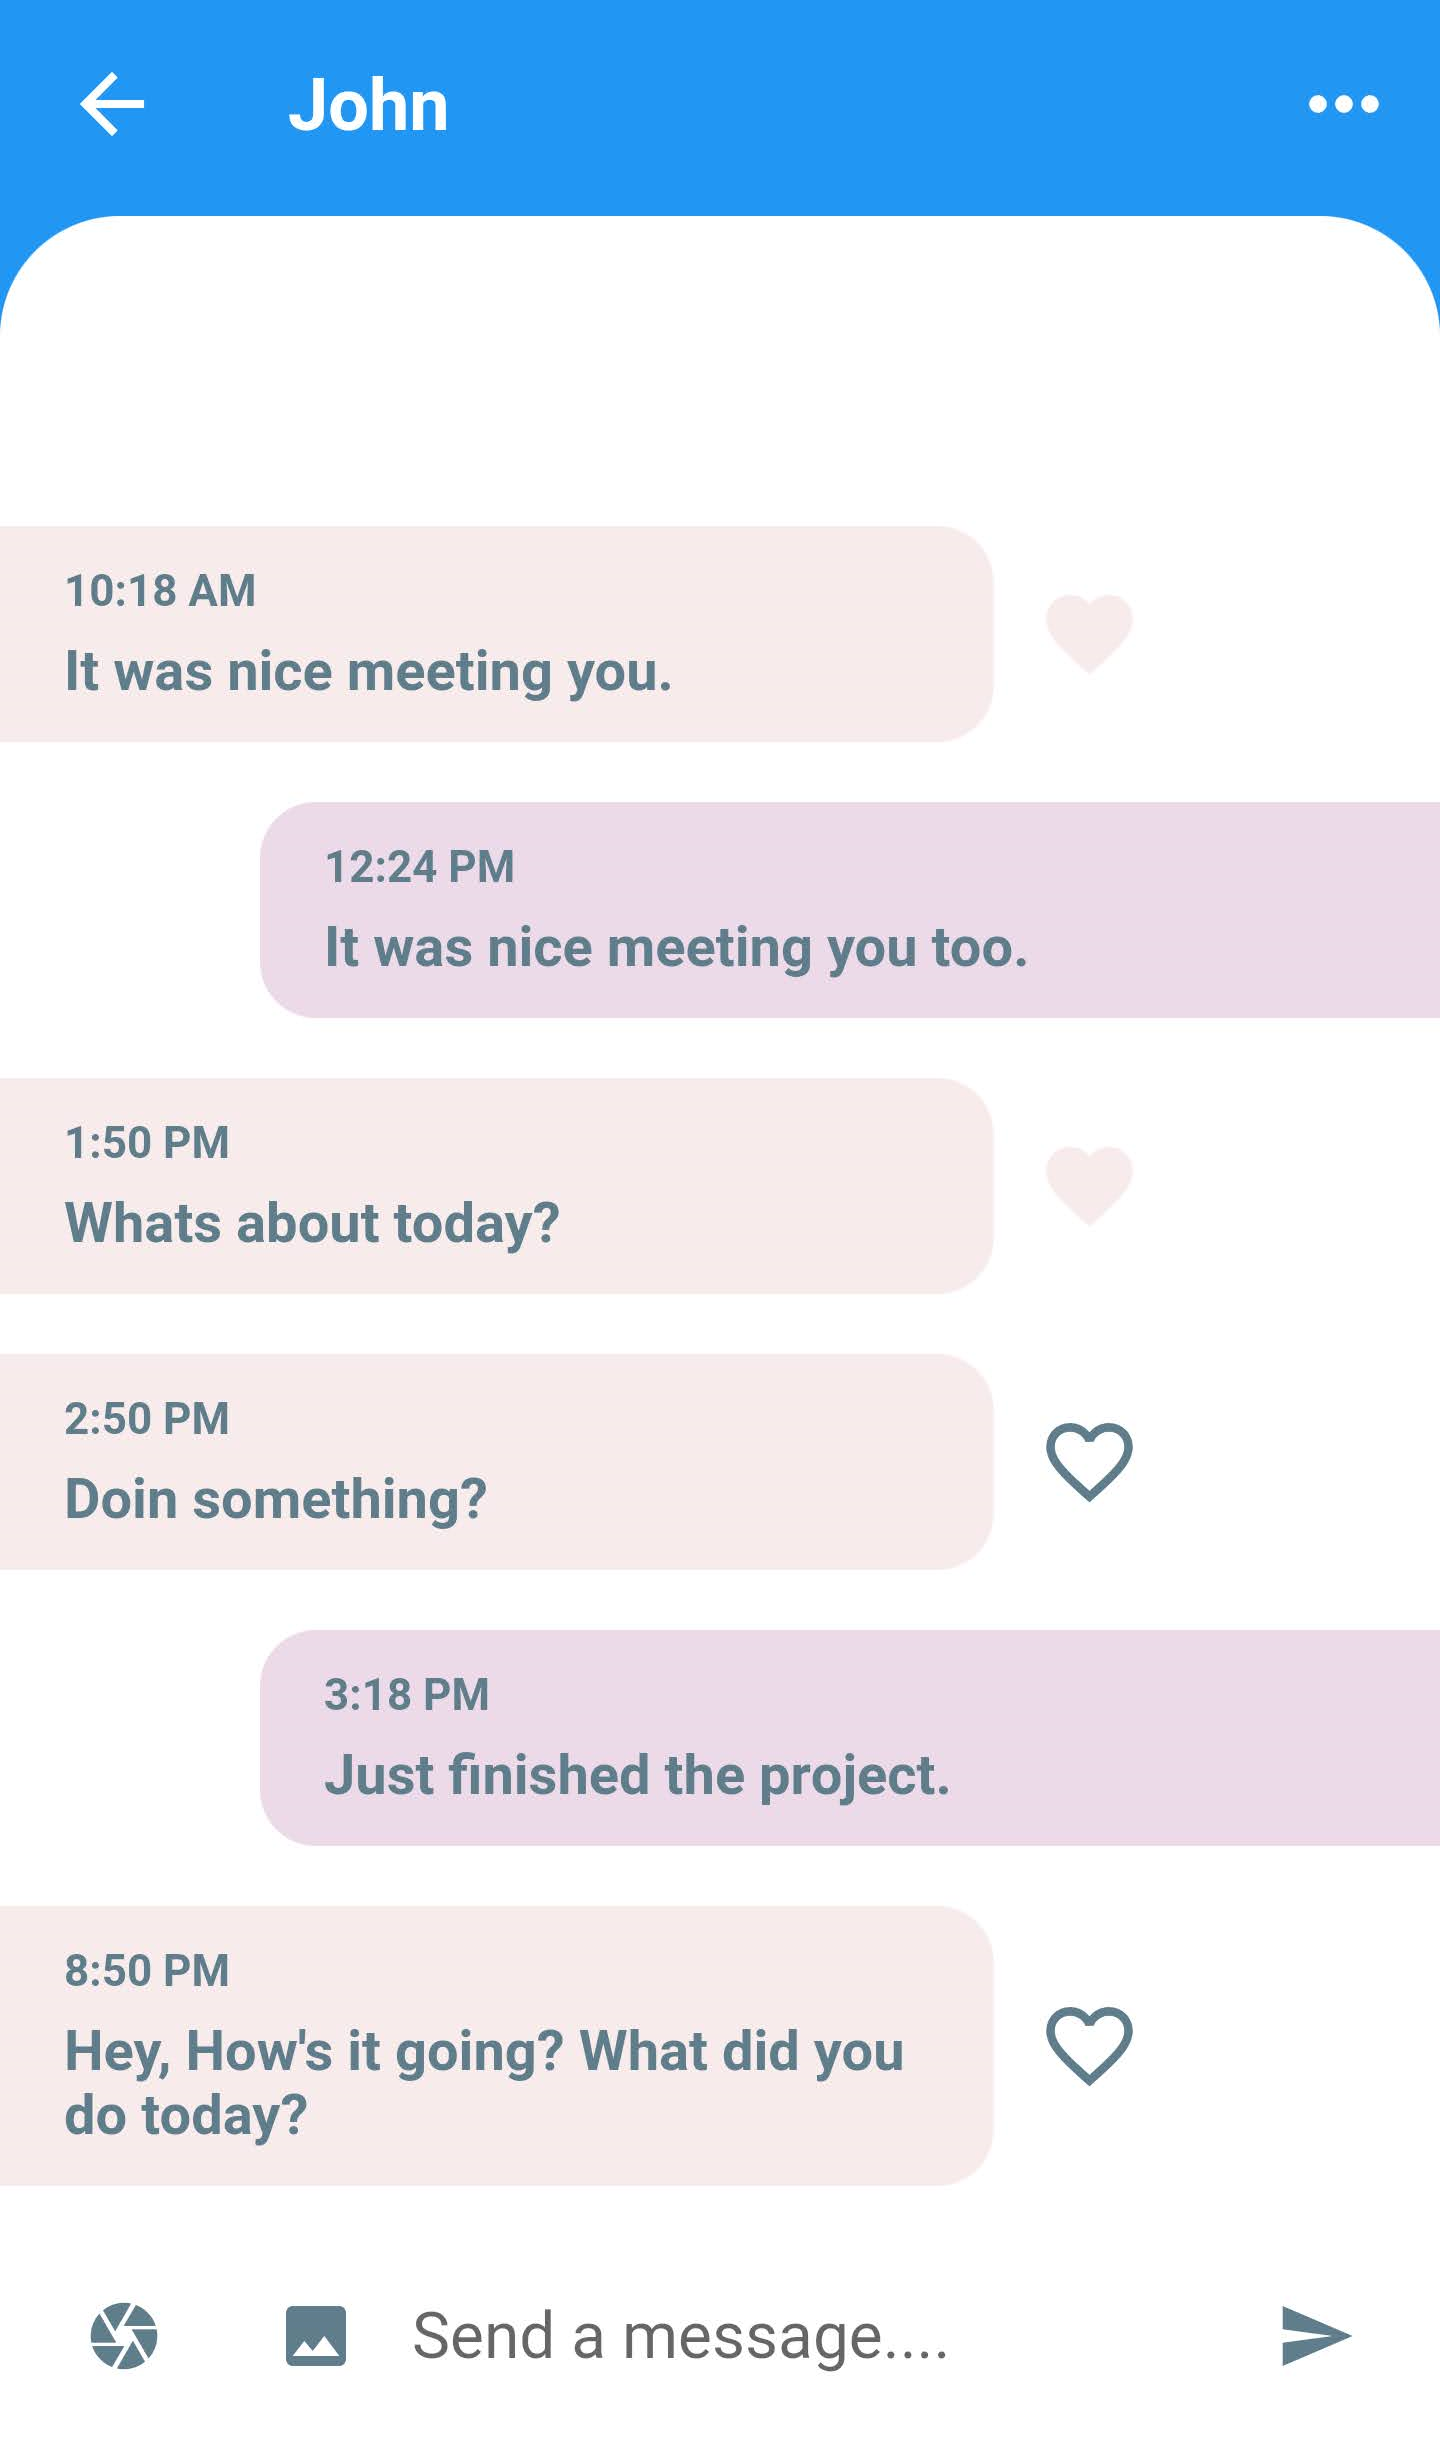 John
10:18 AM
It was nice meeting you.
12:24 PM
It was nice meeting you too.
1:50 PM
Whats about today?
2:50 PM
Doin something?
3:18 PM
Just finished the project.
8:50 PM
Hey, How's it going? What did you
do today?
Send a message....